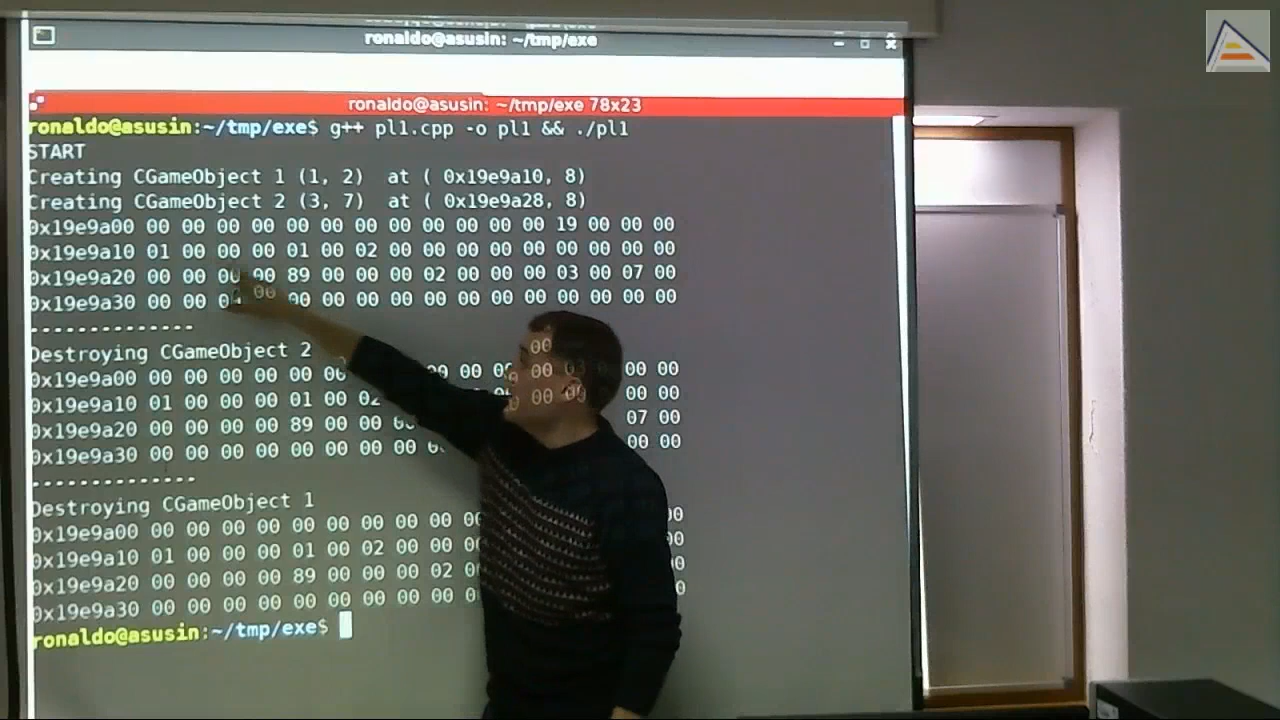 ronaldo@asusin: ~/tmp/exe
ronaldo@asusin: ~/tmp/exe 78x23
ronaldo@asusin:~/tmp/exe$ g++ pl1.cpp -o pl1 && ./pl1
START
Creating CGameObject 1 (1, 2) at ( 0x19e9a10, 8)
Creating CGameObject 2 (3, 7) at ( 0x19e9a28, 8)
0x19e9a00 00 00 00 00 00 00 00 00 00 00 00 00 19 00 00 00
0x19e9a10 01 00 00 00 01 00 02 00 00 00 00 00 00 00 00 00
0x19e9a20 00 00 00 00 89 00 00 00 02 00 00 00 03 00 07 00
0x19e9a30 00 00 00 00 00 00 00 00 00 00 00 00 00 00
--------------
Destroying CGameObject 2
0x19e9a00 00 00 00 00 00 00 00 00 00 00 00
0x19e9a10 01 00 00 00 01 00 02 00 00
0x19e9a20 00 00 00 00 89 00 00 07 00
0x19e9a30 00 00 00 00 00 00 00 00 00 00
--------------
Destroying CGameObject 1
0x19e9a00 00 00 00 00 00 00 00 00 00
0x19e9a10 01 00 00 00 01 00 02 00 00
0x19e9a20 00 00 00 00 89 00 00 00 02
0x19e9a30 00 00 00 00 00 00 00 00 00
ronaldo@asusin:~/tmp/exe$